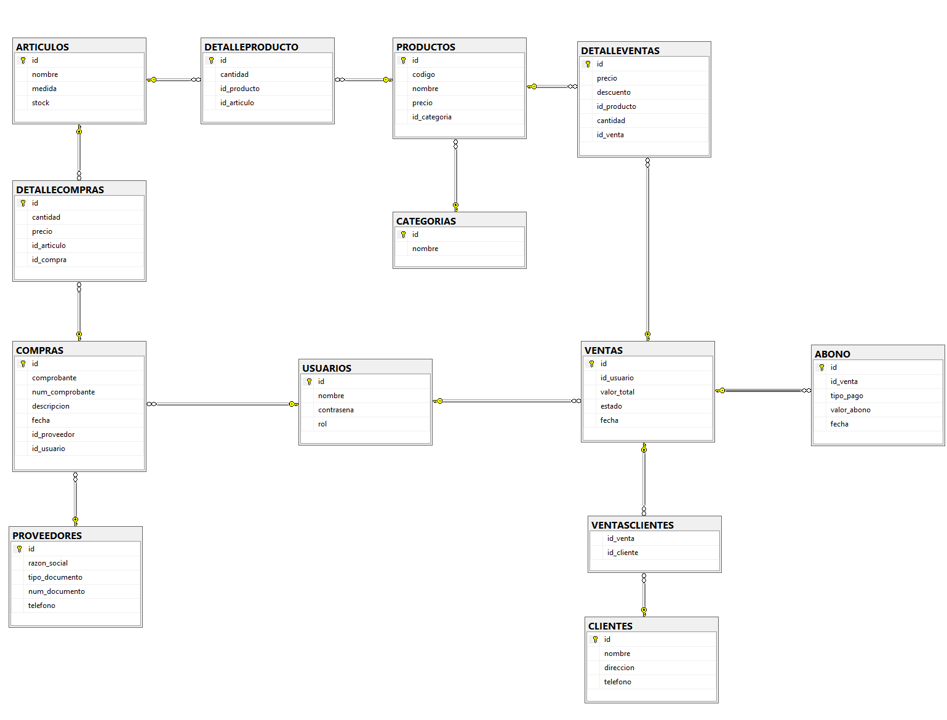 ARTICULOS
id
nombre
medida
stock
DETALLEPRODUCTO
id
cantidad
id_producto
id_articulo
PRODUCTOS
id
codigo
nombre
precio
id_categoria
DETALLEVENTAS
id
precio
descuento
id_producto
cantidad
id_venta
DETALLECOMPRAS
id
cantidad
precio
id_articulo
id_compra
CATEGORIAS
id
nombre
COMPRAS
id
comprobante
num_comprobante
descripcion
fecha
id_proveedor
id_usuario
USUARIOS
id
nombre
contrasena
rol
VENTAS
id
id_usuario
valor_total
estado
fecha
ABONO
id
id_venta
tipo_pago
valor_abono
fecha
PROVEEDORES
id
razon_social
tipo_documento
num_documento
telefono
VENTASCLIENTES
id_venta
id_cliente
CLIENTES
id
nombre
direccion
telefono